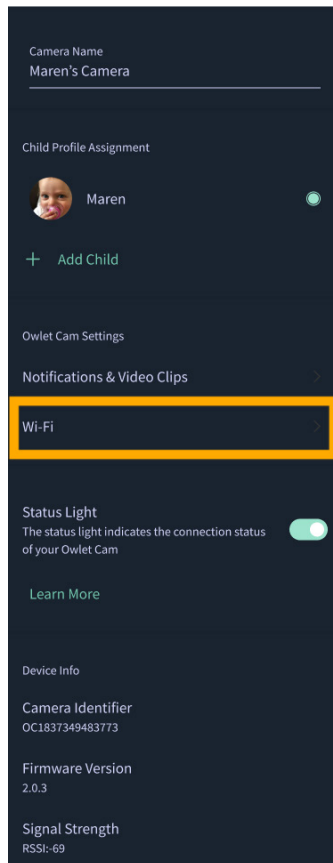 Camera Name
Maren's Camera
Child Profile Assignment
Maren
+ Add Child
Owlet Cam Settings
Notifications & Video Clips
Wi-Fi
Status Light
The status light indicates the connection status
of your Owlet Cam
Learn More
Device Info
Camera Identifier
OC1837349483773
Firmware Version
2.0.3
Signal Strength
RSSI:-69